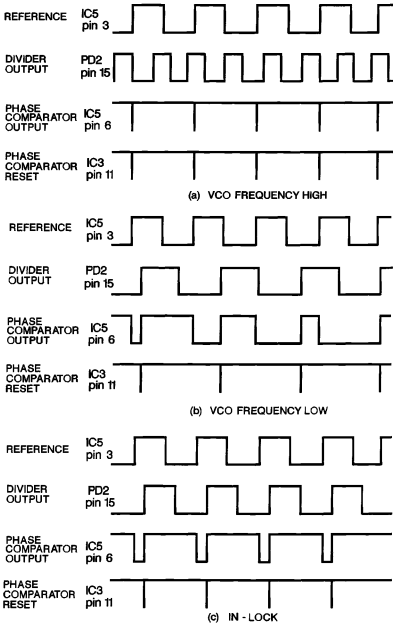 REFERENCE IC5 pin 3
DIVIDER OUTPUT PD2 pin 15
PHASE COMPARATOR OUTPUT IC5 pin 6
PHASE COMPARATOR RESET IC3 pin 11
(a) VCO FREQUENCY HIGH
REFERENCE IC5 pin 3
DIVIDER OUTPUT PD2 pin 15
PHASE COMPARATOR OUTPUT IC5 pin 6
PHASE COMPARATOR RESET IC3 pin 11
(b) VCO FREQUENCY LOW
REFERENCE IC5 pin 3
DIVIDER OUTPUT PD2 pin 15
PHASE COMPARATOR OUTPUT IC5 pin 6
PHASE COMPARATOR RESET IC3 pin 11
(c) IN - LOCK